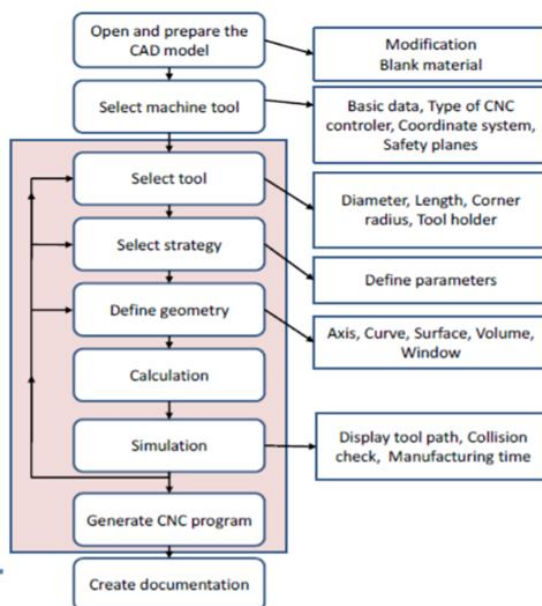 Open and prepare the
CAD model
Modification
Blank material
Select machine tool
Basic data, Type of CNC
controler, Coordinate system,
Safety planes
Select tool
Diameter, Length, Corner
radius, Tool holder
Select strategy
Define parameters
Define geometry
Axis, Curve, Surface, Volume,
Window
Calculation
Simulation
Display tool path, Collision
check, Manufacturing time
Generate CNC program
Create documentation